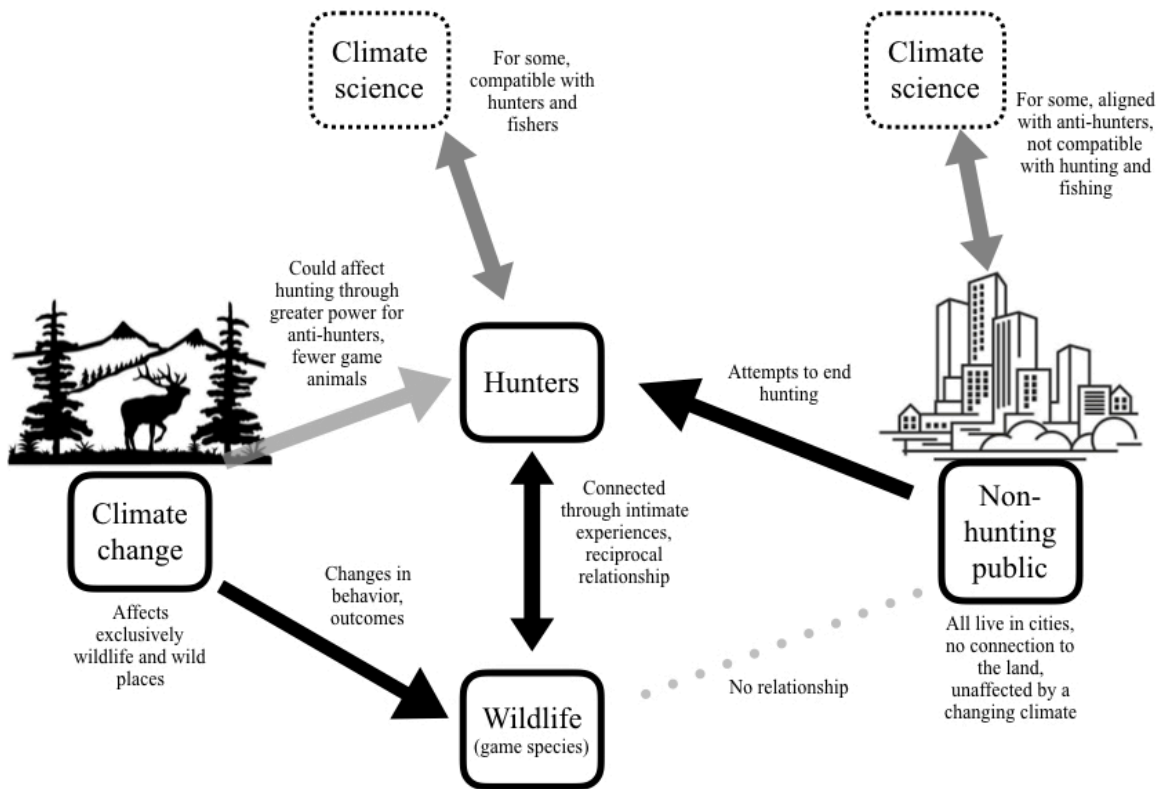 Climate
science
For some,
compatible with
hunters and
fishers
Climate
science
For some, aligned
with anti-hunters,
not compatible
with hunting and
fishing
Could affect
hunting through
greater power for
anti-hunters,
fewer game
animals
Hunters
Attempts to end
hunting
Climate
change
Affects
exclusively
wildlife and wild
places
Changes in
behavior,
outcomes
Connected
through intimate
experiences,
reciprocal
relationship
Non-
hunting
public
All live in cities,
no connection to
the land,
unaffected by a
changing climate
No relationship
Wildlife
(game species)